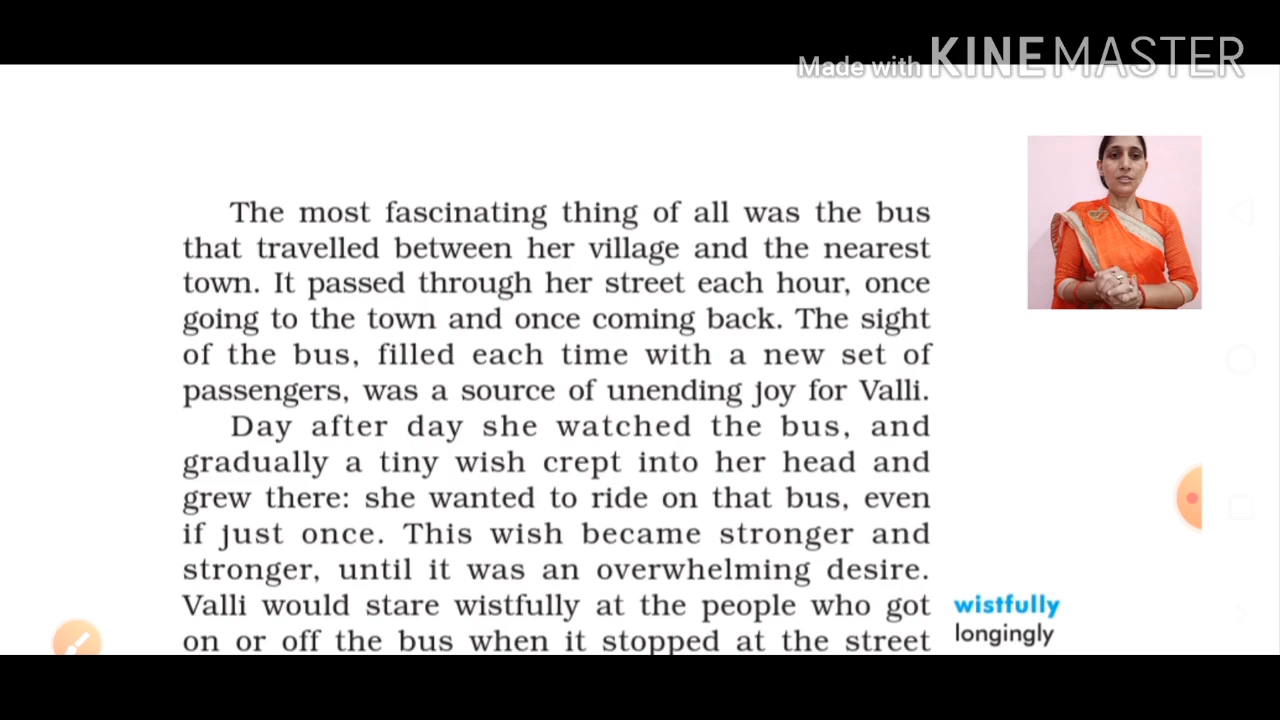 Made with KINEMASTER
The most fascinating thing of all was the bus
that travelled between her village and the nearest
town. It passed through her street each hour, once
going to the town and once coming back. The sight
of the bus, filled each time with a new set of
passengers, was a source of unending joy for Valli.
Day after day she watched the bus, and
gradually a tiny wish crept into her head and
grew there: she wanted to ride on that bus, even
if just once. This wish became stronger and
stronger, until it was an overwhelming desire.
Valli would stare wistfully at the people who got
on or off the bus when it stopped at the street
wistfully
longingly